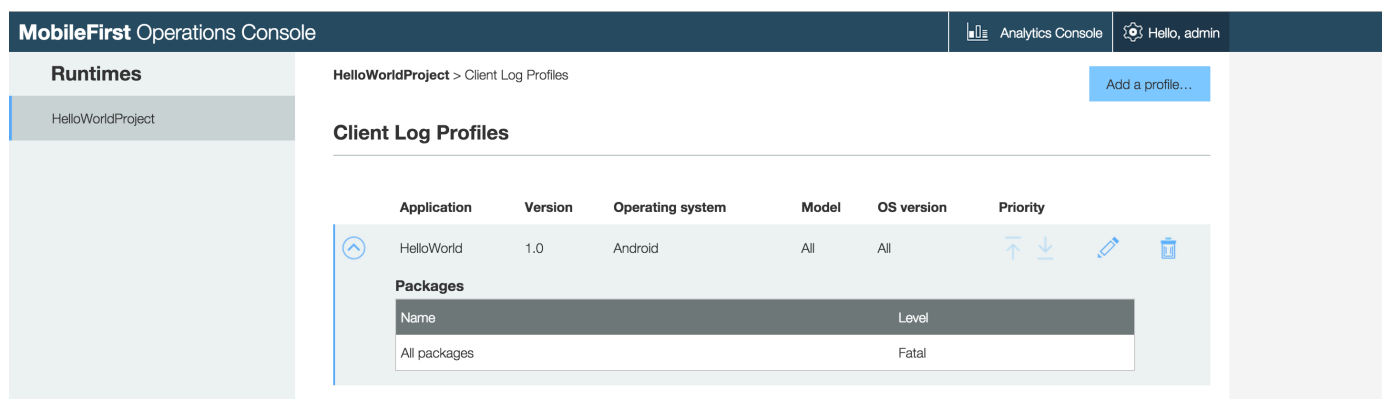 MobileFirst Operations Console
Analytics Console
Hello, admin
Runtimes
HelloWorldProject
HelloWorldProject > Client Log Profiles
Add a profile...
Client Log Profiles
Application Version Operating system Model OS version Priority
HelloWorld 1.0 Android All All
Packages
Name Level
All packages Fatal